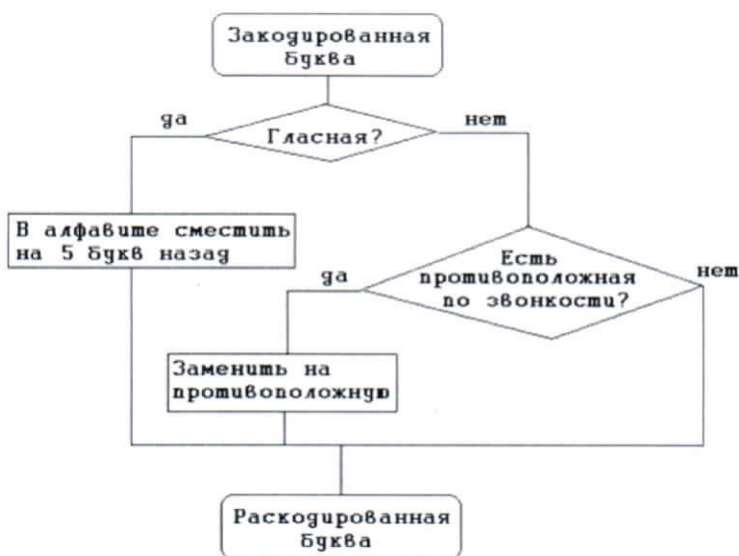 Закодированная
буква
да
нет
Гласная?
В алфавите сместить
на 5 букв назад
Есть
противоположная
по звонкости?
да
нет
Заменить на
противоположную
Раскодированная
буква